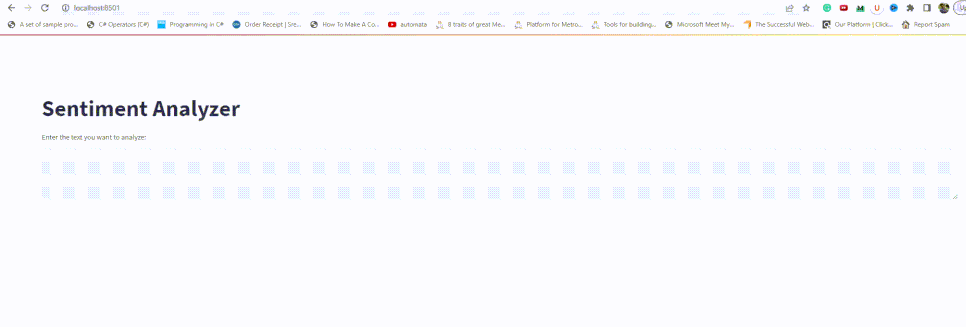 localhost:8501
A set of sample pro... C# Operators (C#) Programming in C# Order Receipt | Sre... How To Make A Co... automata 8 traits of great Me... Platform for Metro... Tools for building... Microsoft Meet My... The Successful Web... Our Platform | Click... Report Spam
Sentiment Analyzer
Enter the text you want to analyze: